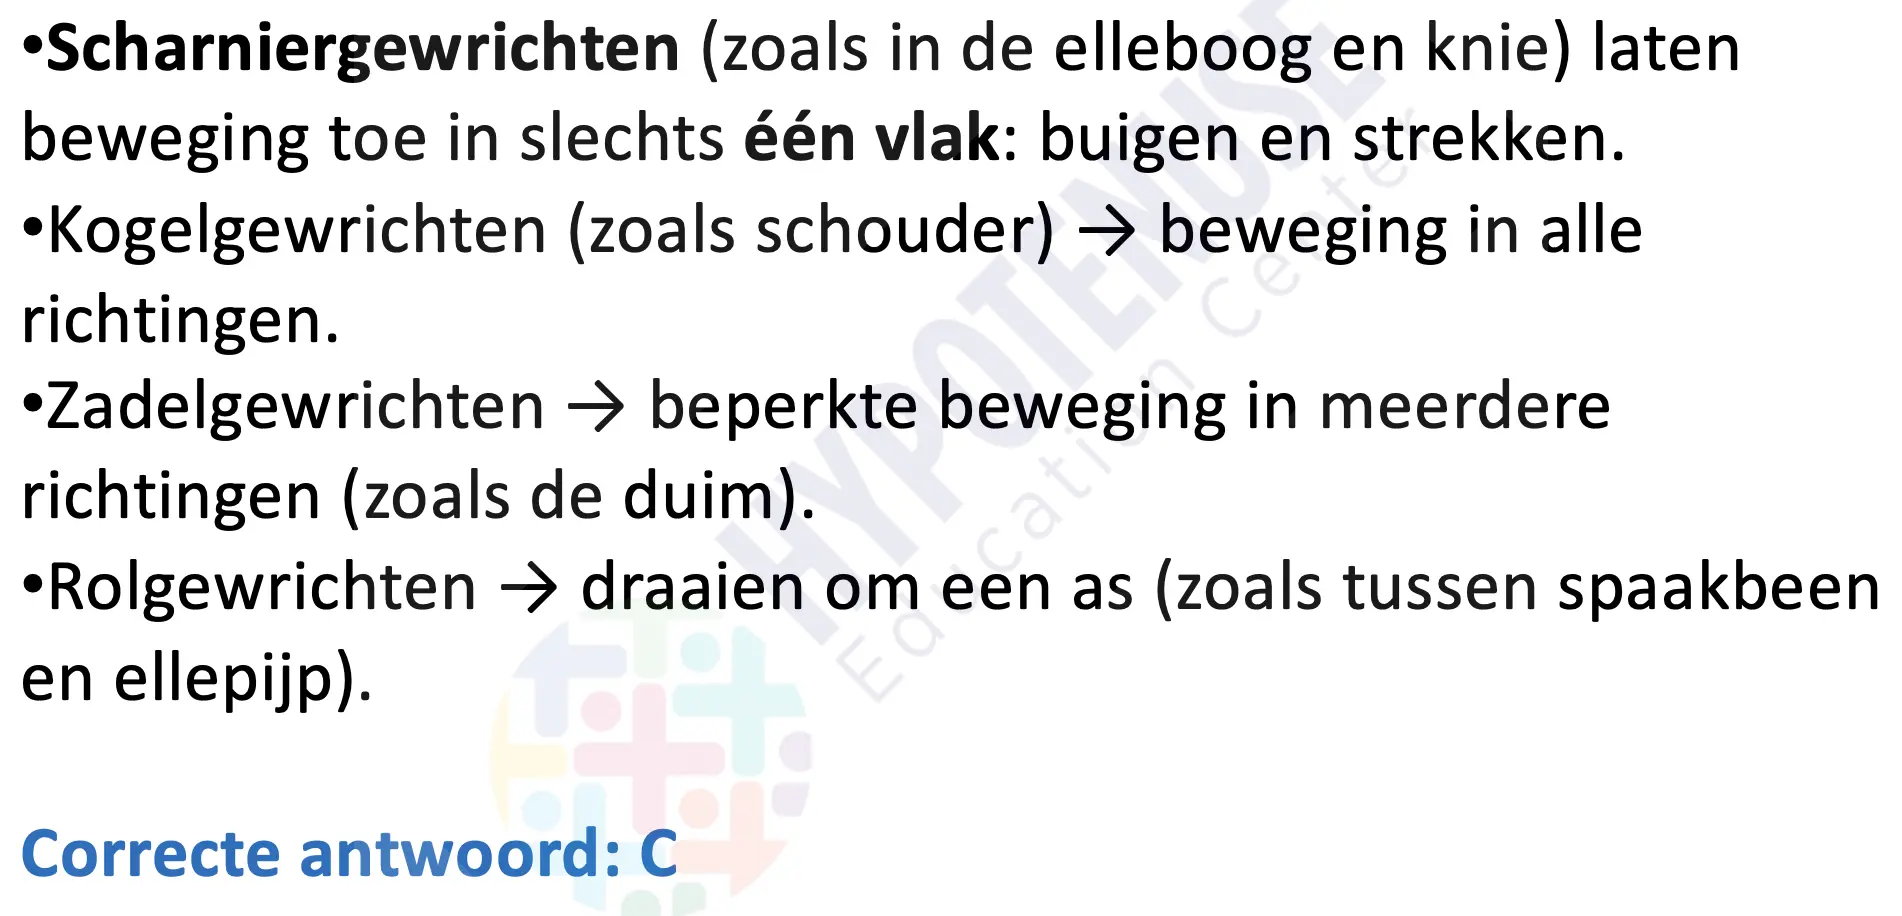 •Scharniergewrichten (zoals in de elleboog en knie) laten
beweging toe in slechts één vlak: buigen en strekken.
•Kogelgewrichten (zoals schouder) → beweging in alle
richtingen.
•Zadelgewrichten → beperkte beweging in meerdere
richtingen (zoals de duim).
•Rolgewrichten → draaien om een as (zoals tussen spaakbeen
en ellepijp).
Correcte antwoord: C
HYPOTENUSE
Education Center